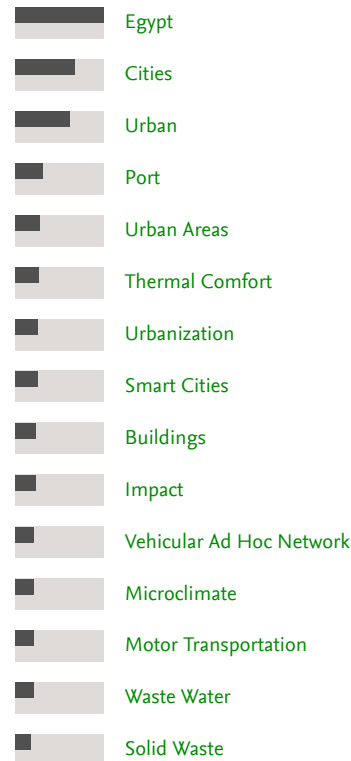 Egypt
Cities
Urban
Port
Urban Areas
Thermal Comfort
Urbanization
Smart Cities
Buildings
Impact
Vehicular Ad Hoc Network
Microclimate
Motor Transportation
Waste Water
Solid Waste